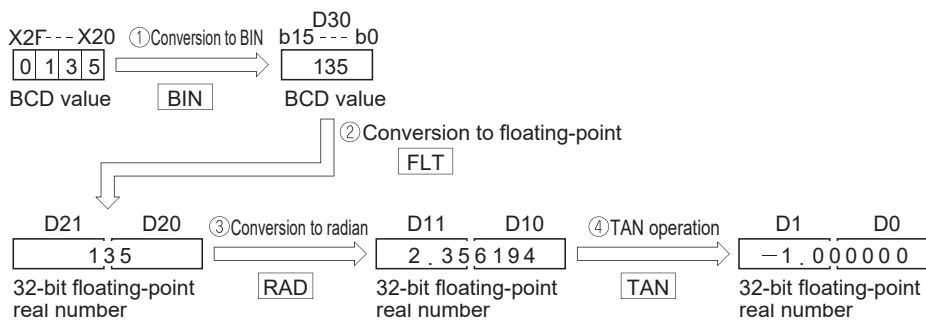 X2F---X20 ①Conversion to BIN D30 b15---b0
0 1 3 5 135
BCD value BIN BCD value
②Conversion to floating-point
FLT
D21 D20 ③Conversion to radian D11 D10 ④TAN operation D1 D0
135 2.356194 −1.000000
32-bit floating-point real number RAD 32-bit floating-point real number TAN 32-bit floating-point real number